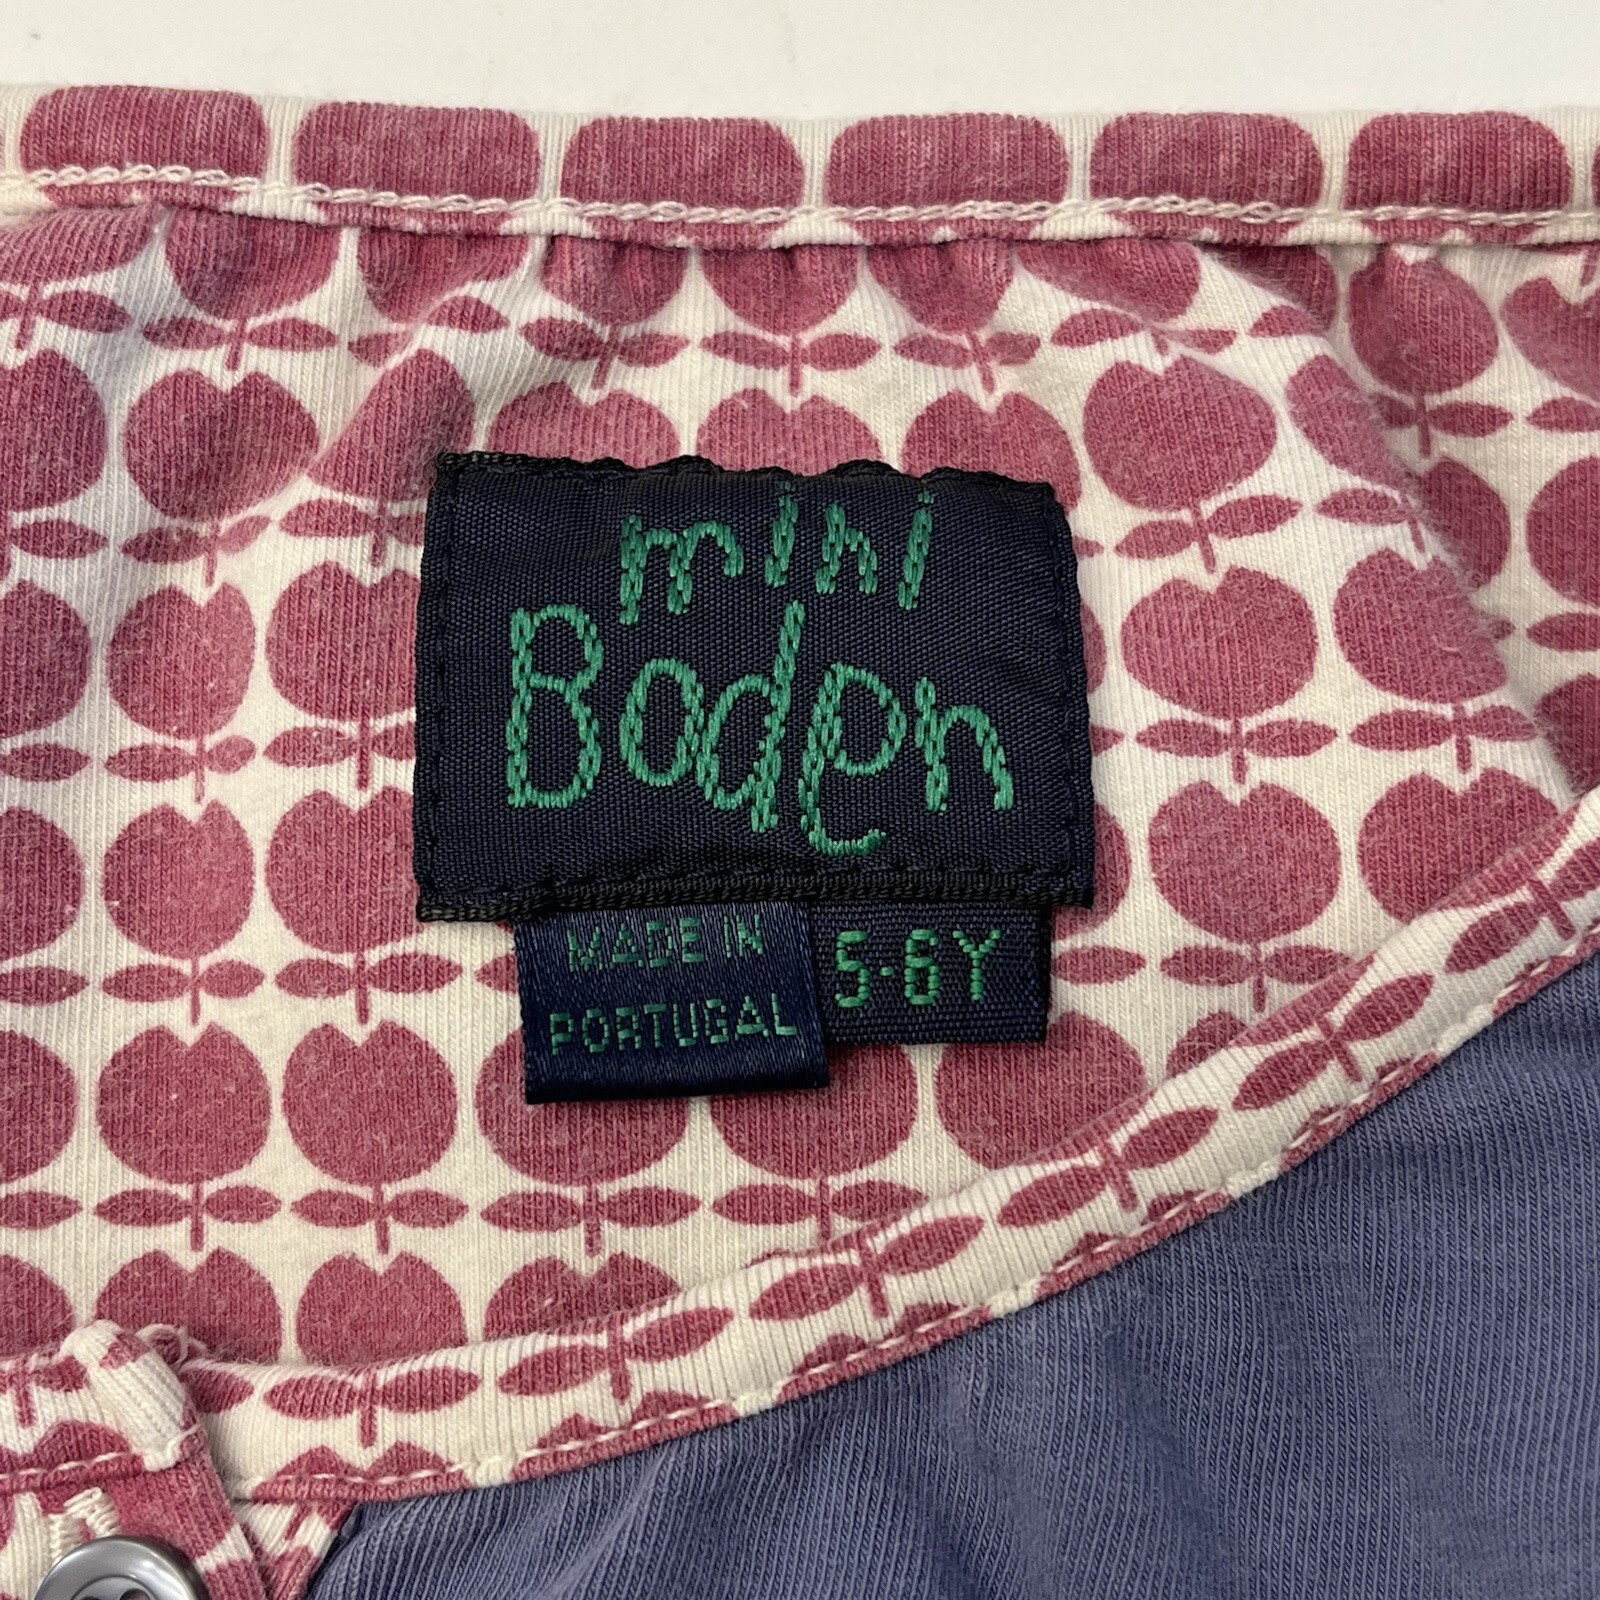 mini
Boden
MADE IN
PORTUGAL
5-6Y